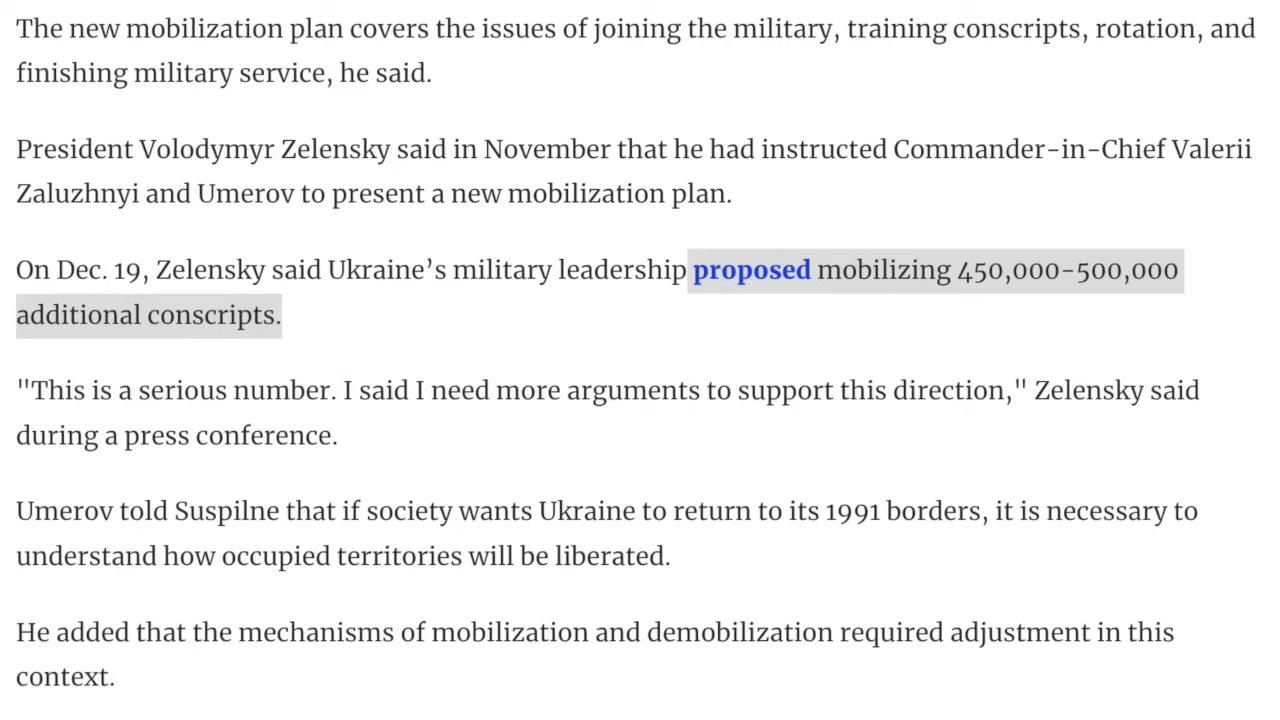 The new mobilization plan covers the issues of joining the military, training conscripts, rotation, and
finishing military service, he said.
President Volodymyr Zelensky said in November that he had instructed Commander-in-Chief Valerii
Zaluzhnyi and Umerov to present a new mobilization plan.
On Dec. 19, Zelensky said Ukraine’s military leadership proposed mobilizing 450,000-500,000
additional conscripts.
"This is a serious number. I said I need more arguments to support this direction," Zelensky said
during a press conference.
Umerov told Suspilne that if society wants Ukraine to return to its 1991 borders, it is necessary to
understand how occupied territories will be liberated.
He added that the mechanisms of mobilization and demobilization required adjustment in this
context.